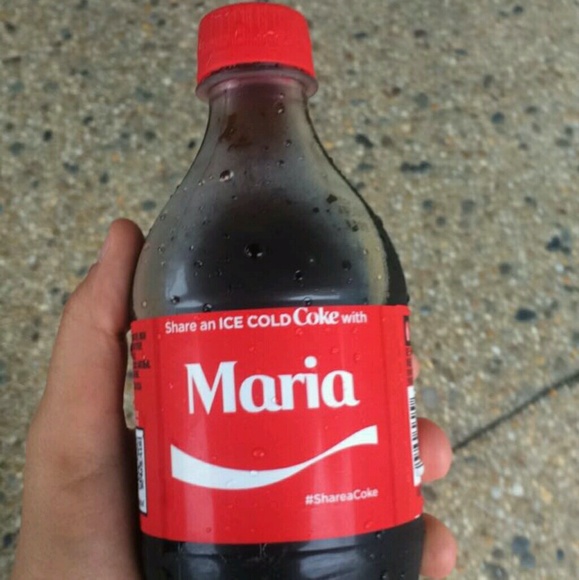 Share an ICE COLD Coke with
Maria
#ShareaCoke